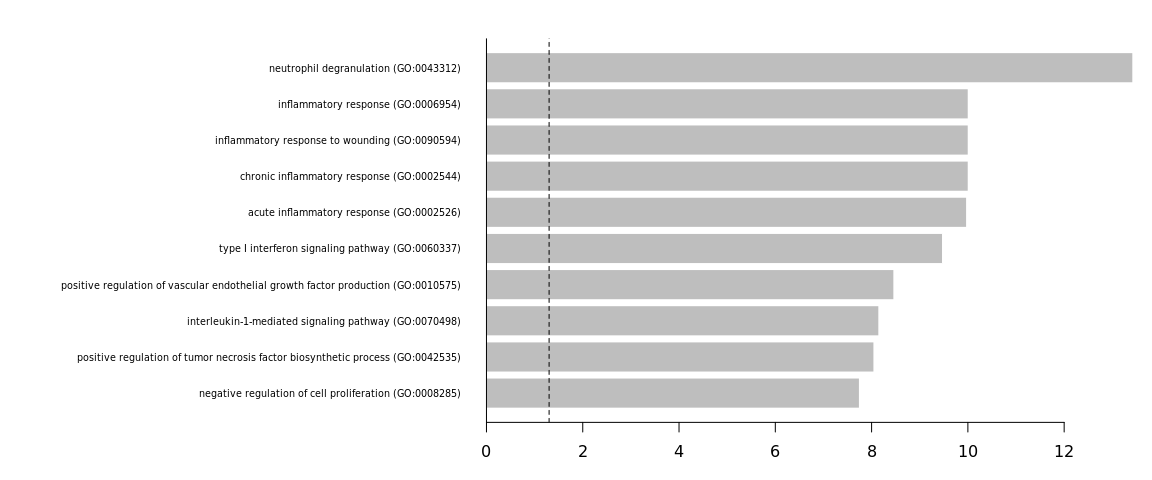 neutrophil degranulation (GO:0043312)
inflammatory response (GO:0006954)
inflammatory response to wounding (GO:0090594)
chronic inflammatory response (GO:0002544)
acute inflammatory response (GO:0002526)
type I interferon signaling pathway (GO:0060337)
positive regulation of vascular endothelial growth factor production (GO:0010575)
interleukin-1-mediated signaling pathway (GO:0070498)
positive regulation of tumor necrosis factor biosynthetic process (GO:0042535)
negative regulation of cell proliferation (GO:0008285)
0 2 4 6 8 10 12